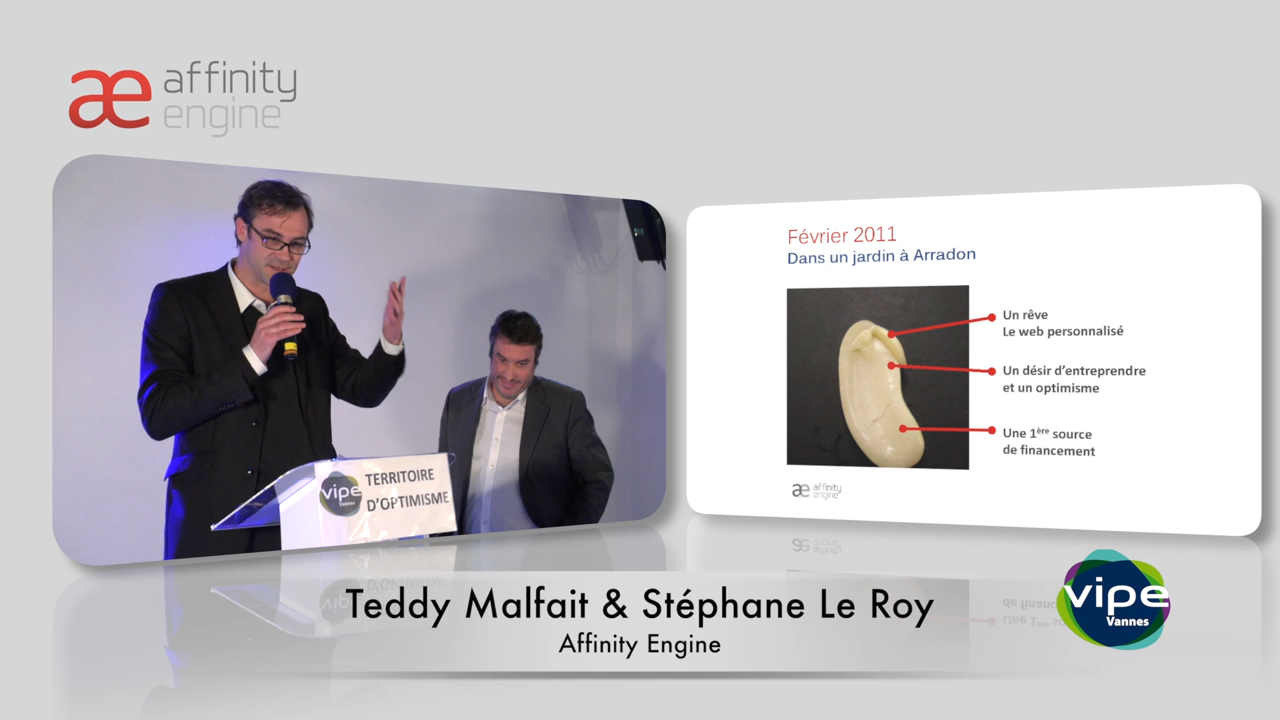 æ affinity
engine
vipe
Vannes
TERRITOIRE
D'OPTIMISME
Février 2011
Dans un jardin à Arradon
Un rêve
Le web personnalisé
Un désir d'entreprendre
et un optimisme
Une 1ère source
de financement
æ affinity
engine
Teddy Malfait & Stéphane Le Roy
Affinity Engine
vipe
Vannes